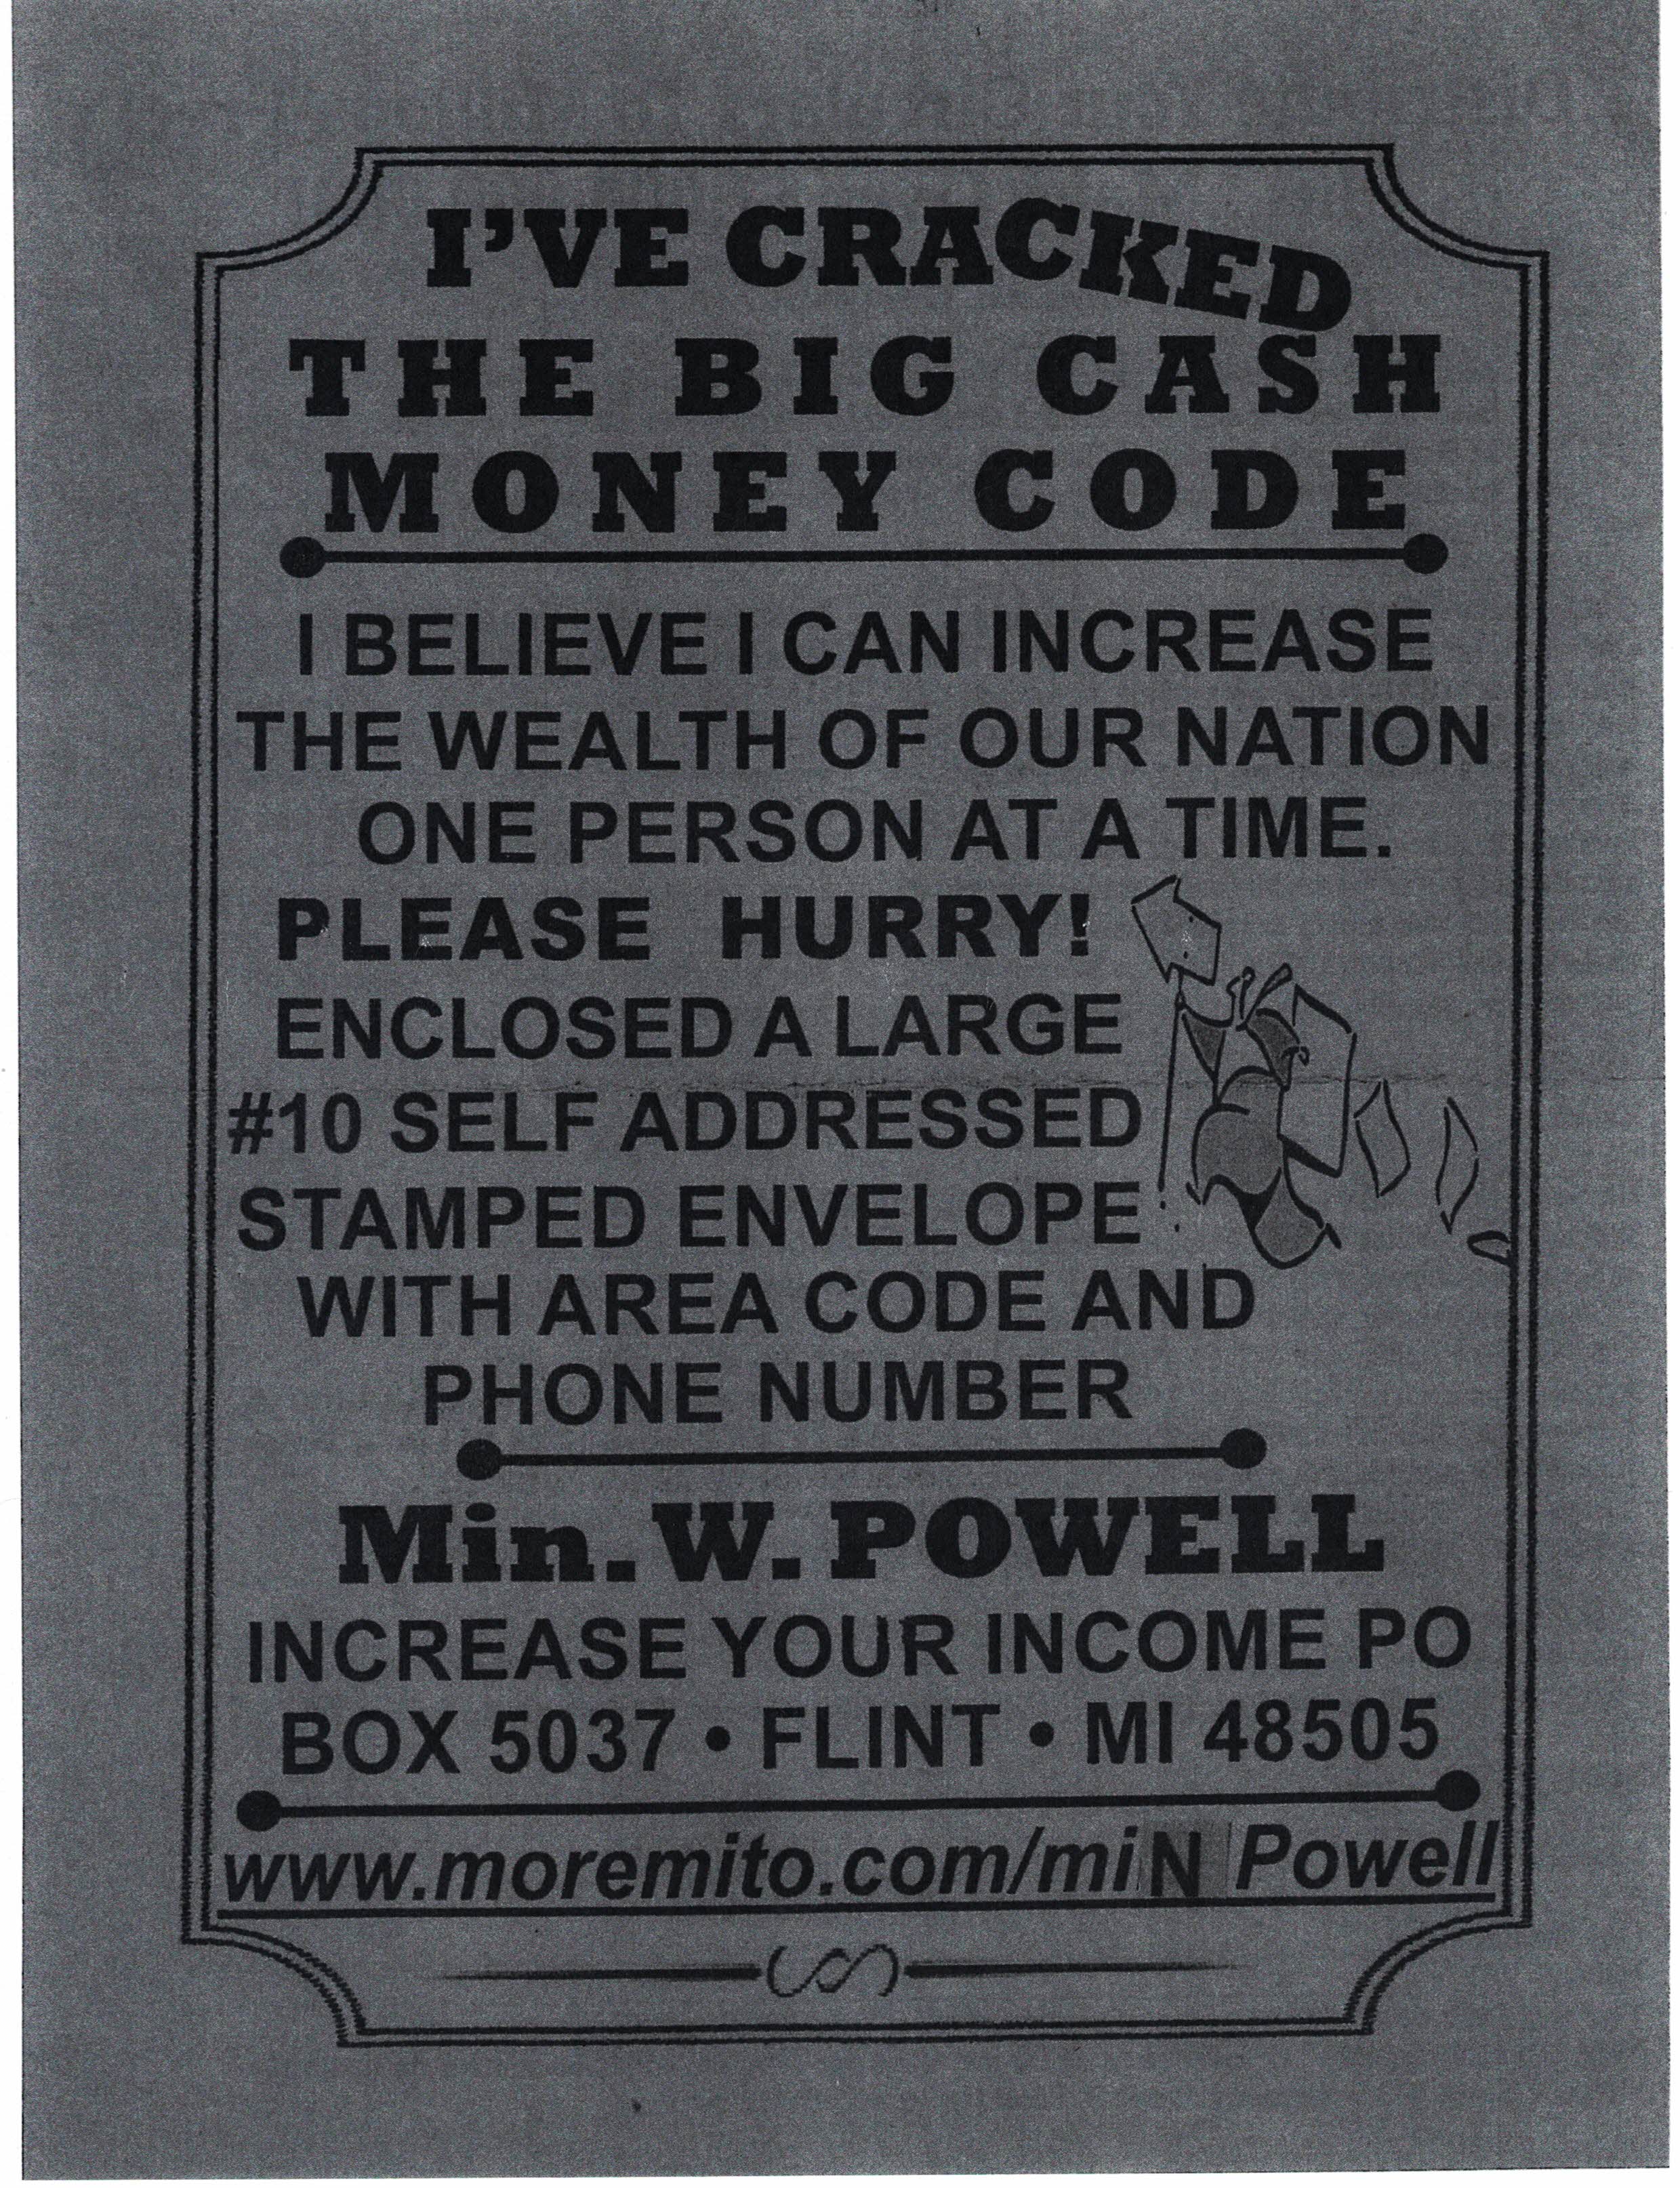 I'VE CRACKED
THE BIG CASH
MONEY CODE
I BELIEVE I CAN INCREASE
THE WEALTH OF OUR NATION
ONE PERSON AT A TIME.
PLEASE HURRY!
ENCLOSED A LARGE
#10 SELF ADDRESSED
STAMPED ENVELOPE
WITH AREA CODE AND
PHONE NUMBER
Min. W. POWELL
INCREASE YOUR INCOME PO
BOX 5037 • FLINT • MI 48505
www.moremito.com/miN Powell